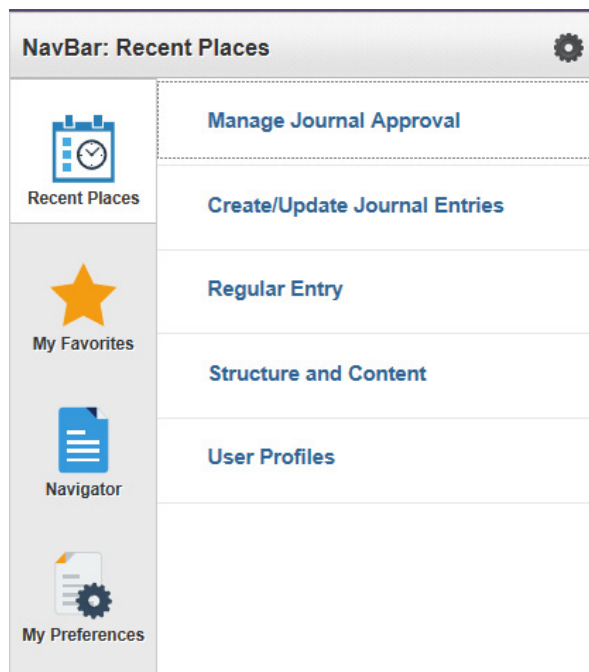 NavBar: Recent Places
Recent Places
My Favorites
Navigator
My Preferences
Manage Journal Approval
Create/Update Journal Entries
Regular Entry
Structure and Content
User Profiles